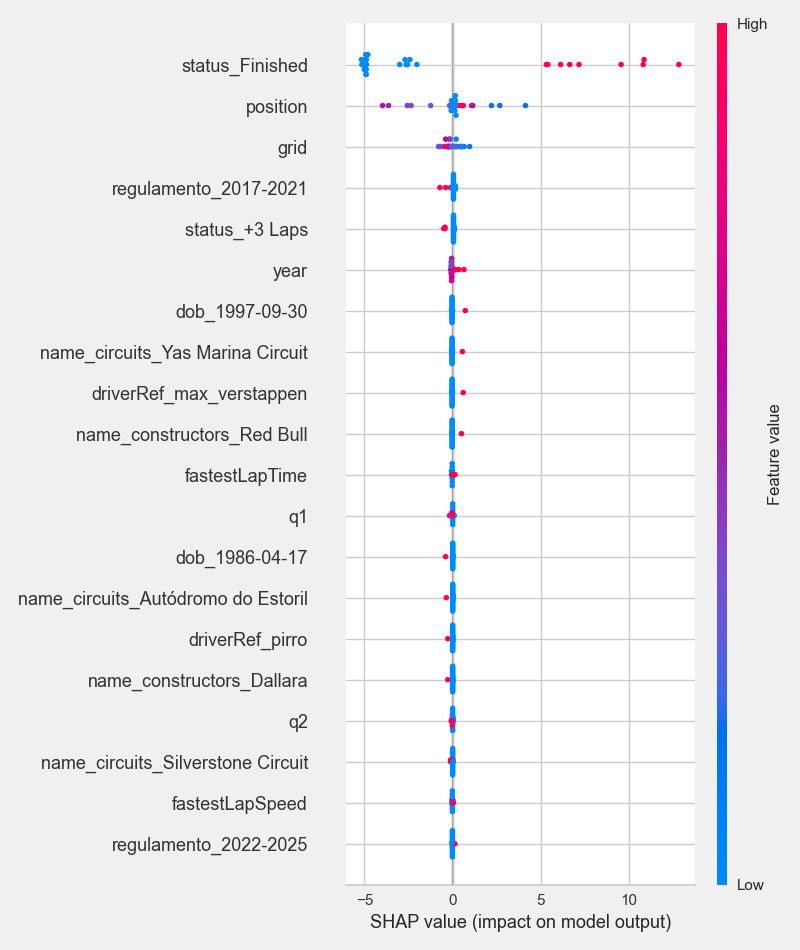 High
status_Finished
position
grid
regulamento_2017-2021
status_+3 Laps
year
dob_1997-09-30
name_circuits_Yas Marina Circuit
driverRef_max_verstappen
name_constructors_Red Bull
fastestLapTime
q1
dob_1986-04-17
name_circuits_Autódromo do Estoril
driverRef_pirro
name_constructors_Dallara
q2
name_circuits_Silverstone Circuit
fastestLapSpeed
regulamento_2022-2025
Feature value
Low
−5 0 5 10
SHAP value (impact on model output)